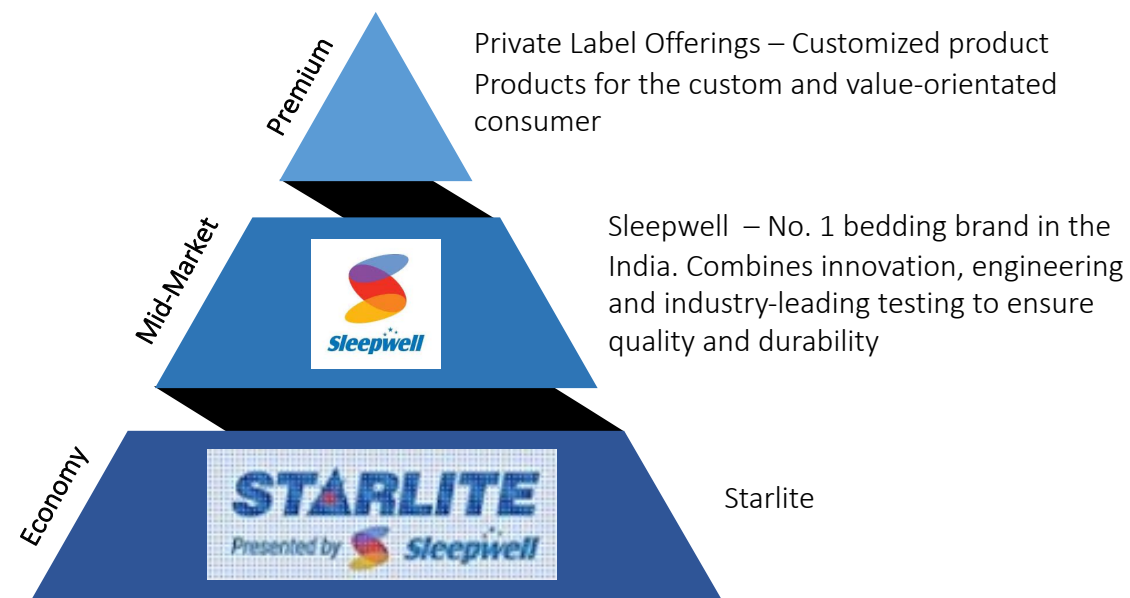 Premium
Private Label Offerings – Customized product
Products for the custom and value-orientated
consumer
Mid-Market
Sleepwell
Sleepwell – No. 1 bedding brand in the
India. Combines innovation, engineering
and industry-leading testing to ensure
quality and durability
Economy
STARLITE
Presented by Sleepwell
Starlite